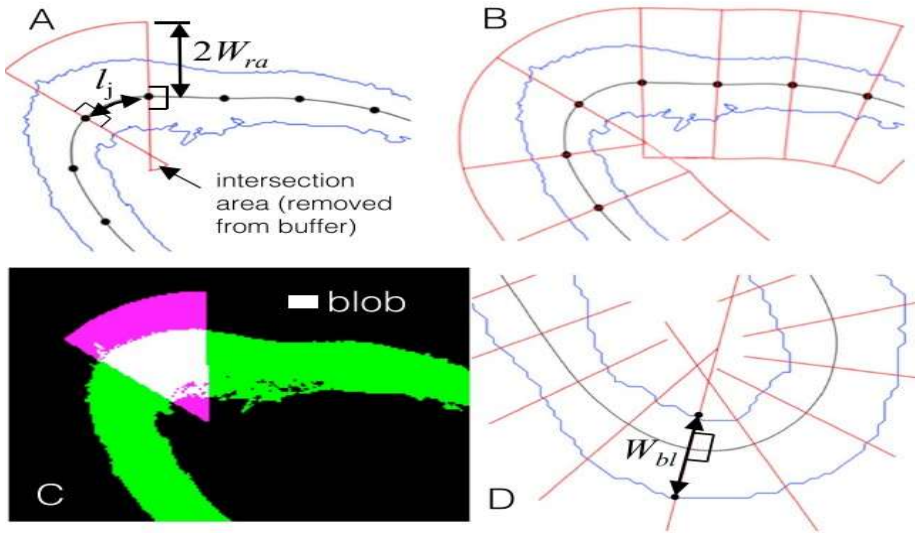 A
2W_ra
l_j
intersection
area (removed
from buffer)
B
blob
C
W_bl
D